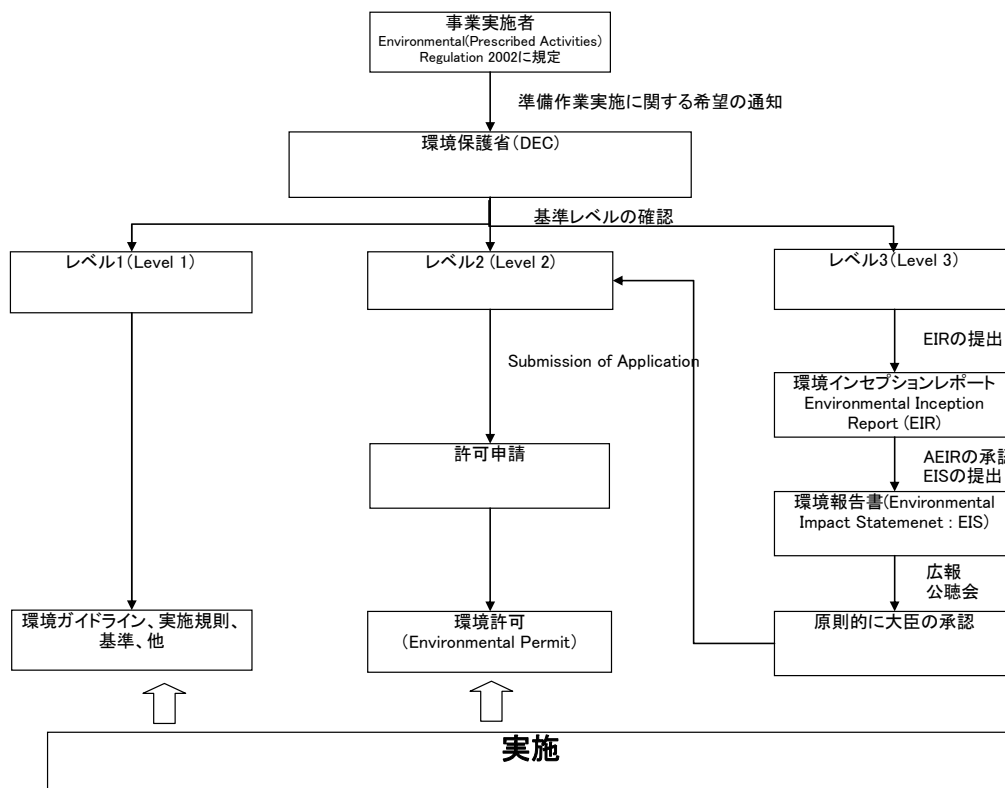 事業実施者
Environmental(Prescribed Activities)
Regulation 2002に規定
準備作業実施に関する希望の通知
環境保護省(DEC)
基準レベルの確認
レベル1(Level 1)
レベル2 (Level 2)
レベル3(Level 3)
EIRの提出
Submission of Application
環境インセプションレポート
Environmental Inception
Report (EIR)
許可申請
AEIRの承認
EISの提出
環境報告書(Environmental
Impact Statemenet : EIS)
広報
公聴会
環境ガイドライン、実施規則、
基準、他
環境許可
(Environmental Permit)
原則的に大臣の承認
実施